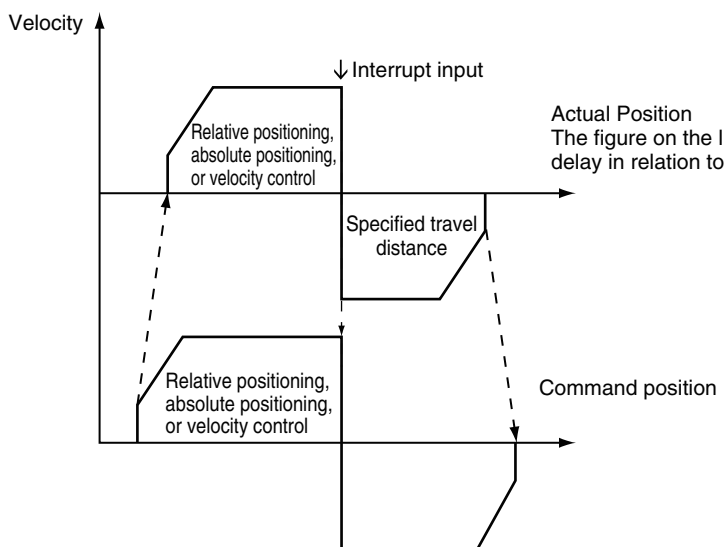 Velocity
↓ Interrupt input
Relative positioning,
absolute positioning,
or velocity control
Actual Position
The figure on the
delay in relation to
Specified travel
distance
Relative positioning,
absolute positioning,
or velocity control
Command position